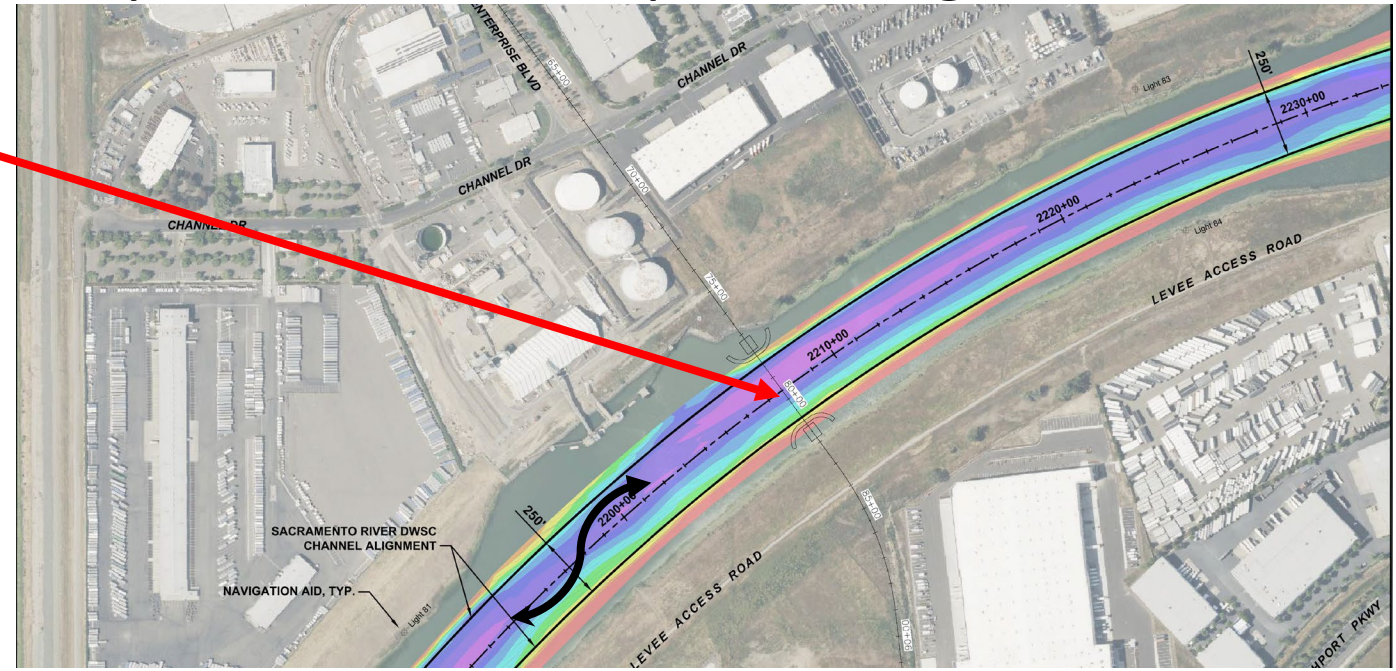 ENTERPRISE BLVD
65+00
CHANNEL DR
250'
2230+00
Light 83
CHANNEL DR
70+00
2220+00
CHANNEL DR
Light 84
LEVEE ACCESS ROAD
75+00
2210+00
80+00
85+00
250'
2200+00
SACRAMENTO RIVER DWSC
CHANNEL ALIGNMENT
NAVIGATION AID, TYP.
Light 81
LEVEE ACCESS ROAD
90+00